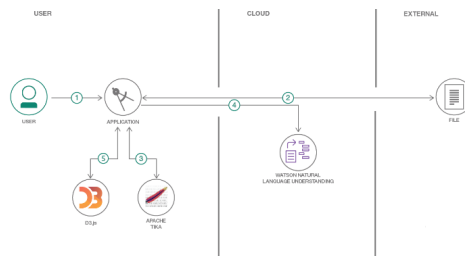 USER
CLOUD
EXTERNAL
1
2
4
USER
APPLICATION
FILE
5
3
WATSON NATURAL
LANGUAGE UNDERSTANDING
D3.js
APACHE
TIKA